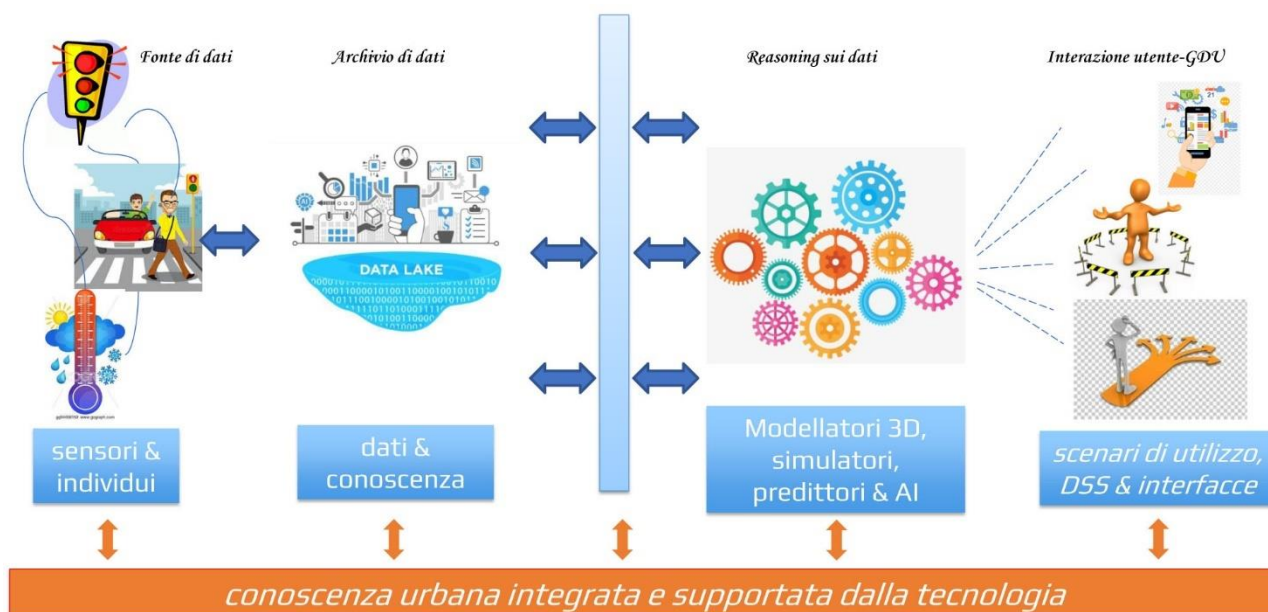 Fonte di dati
Archivio di dati
Reasoning sui dati
Interazione utente-GDU
DATA LAKE
sensori &
individui
dati &
conoscenza
Modellatori 3D,
simulatori,
predittori & AI
scenari di utilizzo,
DSS & interfacce
conoscenza urbana integrata e supportata dalla tecnologia